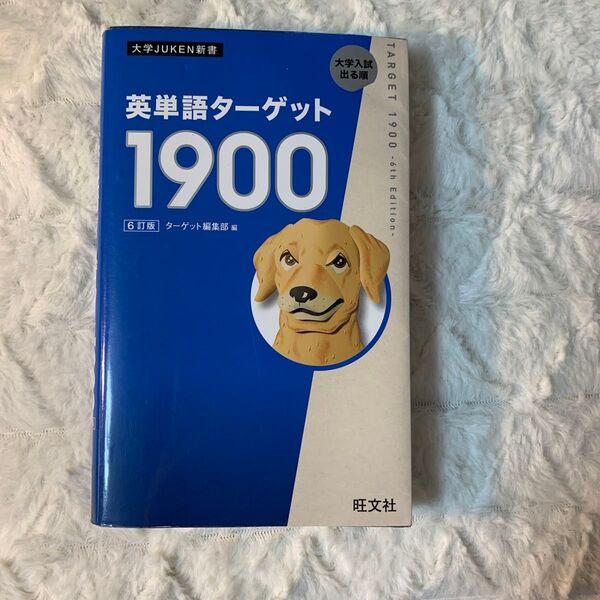 大学JUKEN新書
大学入試
出る順
英単語ターゲット
1900
6訂版 ターゲット編集部 編
TARGET 1900 -6th Edition-
旺文社